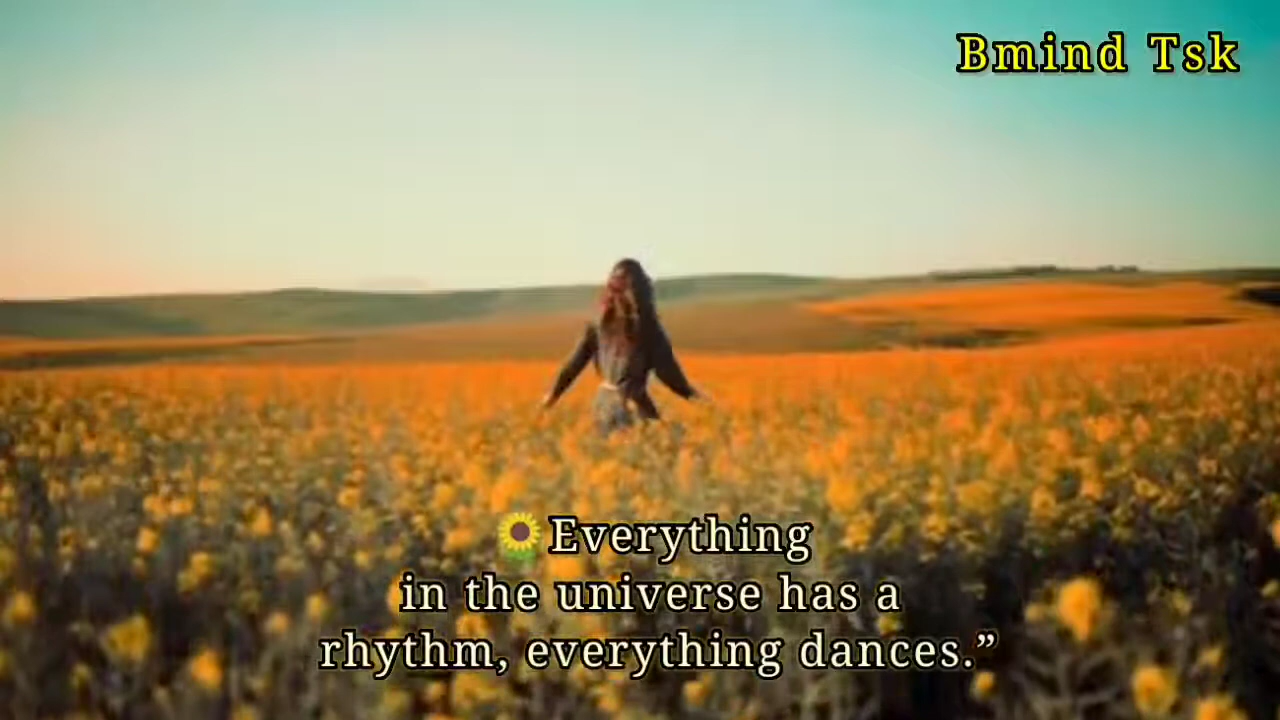 Bmind Tsk
🌻Everything
in the universe has a
rhythm, everything dances.”